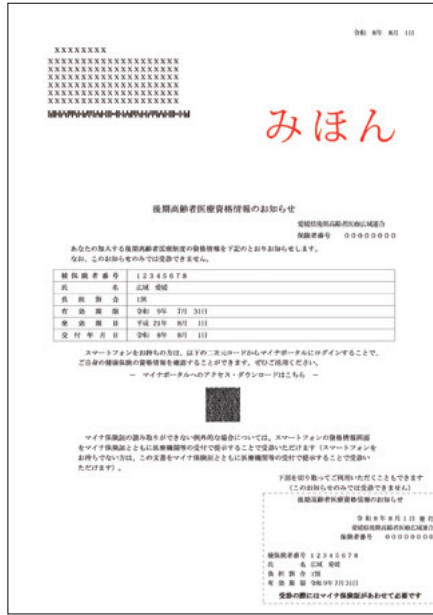 令和 8年 8月 1日
XXXXXXXX
XXXXXXXXXXXXXXXXXXXX
XXXXXXXXXXXXXXXXXXXX
XXXXXXXXXXXXXXXXXXXX
XXXXXXXXXXXXXXXXXXXX
XXXXXXXXXXXXXXXXXXXX
みほん
後期高齢者医療資格情報のお知らせ
愛媛県後期高齢者医療広域連合
保険者番号 00000000
あなたの加入する後期高齢者医療制度の資格情報を下記のとおりお知らせします。
なお、このお知らせのみでは受診できません。
被保険者番号 12345678
氏名 広域 愛媛
負担割合 1割
有効期限 令和 9年 7月 31日
発効期日 平成 21年 8月 1日
交付年月日 令和 8年 8月 1日
スマートフォンをお持ちの方は、以下の二次元コードからマイナポータルにログインすることで、
ご自身の健康保険の資格情報を確認することができます。ぜひご活用ください。
― マイナポータルへのアクセス・ダウンロードはこちら ―
マイナ保険証の読み取りができない例外的な場合については、スマートフォンの資格情報画面
をマイナ保険証とともに医療機関等の受付で提示することで受診いただけます（スマートフォンを
お持ちでない方は、この文書をマイナ保険証とともに医療機関等の受付で提示することで受診い
ただけます）。
下部を切り取ってご利用いただくこともできます
（このお知らせのみでは受診できません）
後期高齢者医療資格情報のお知らせ
令和8年8月1日 発行
愛媛県後期高齢者医療広域連合
保険者番号 00000000
被保険者番号 12345678
氏名 広域 愛媛
負担割合 1割
有効期限 令和9年7月31日
受診の際にはマイナ保険証があわせて必要です